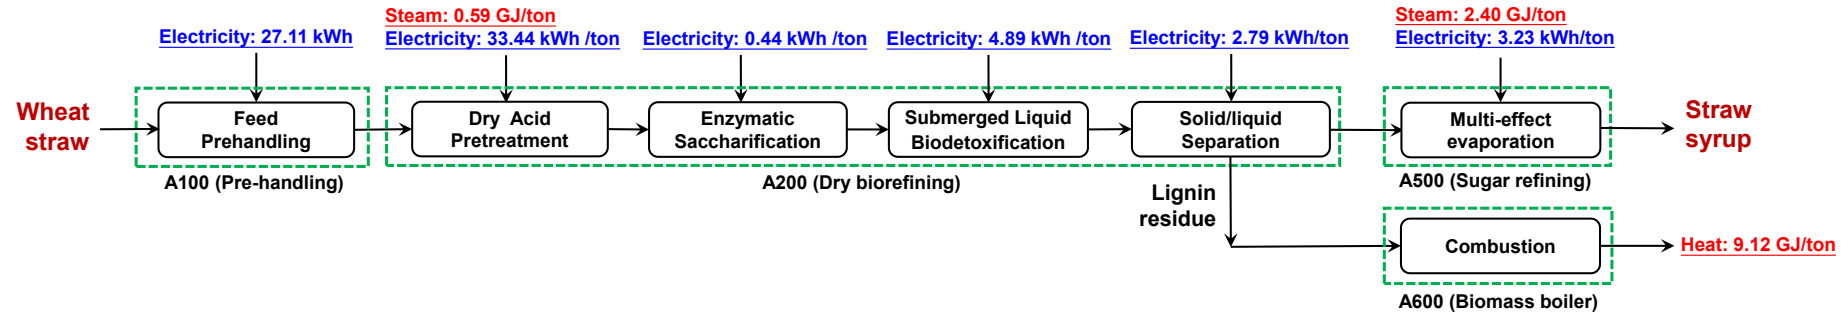 Steam: 0.59 GJ/ton
Steam: 2.40 GJ/ton
Electricity: 27.11 kWh
Electricity: 33.44 kWh /ton
Electricity: 0.44 kWh /ton
Electricity: 4.89 kWh /ton
Electricity: 2.79 kWh/ton
Electricity: 3.23 kWh/ton
Wheat
straw
Feed
Prehandling
Dry Acid
Pretreatment
Enzymatic
Saccharification
Submerged Liquid
Biodetoxification
Solid/liquid
Separation
Multi-effect
evaporation
Straw
syrup
A100 (Pre-handling)
A200 (Dry biorefining)
A500 (Sugar refining)
Lignin
residue
Combustion
Heat: 9.12 GJ/ton
A600 (Biomass boiler)